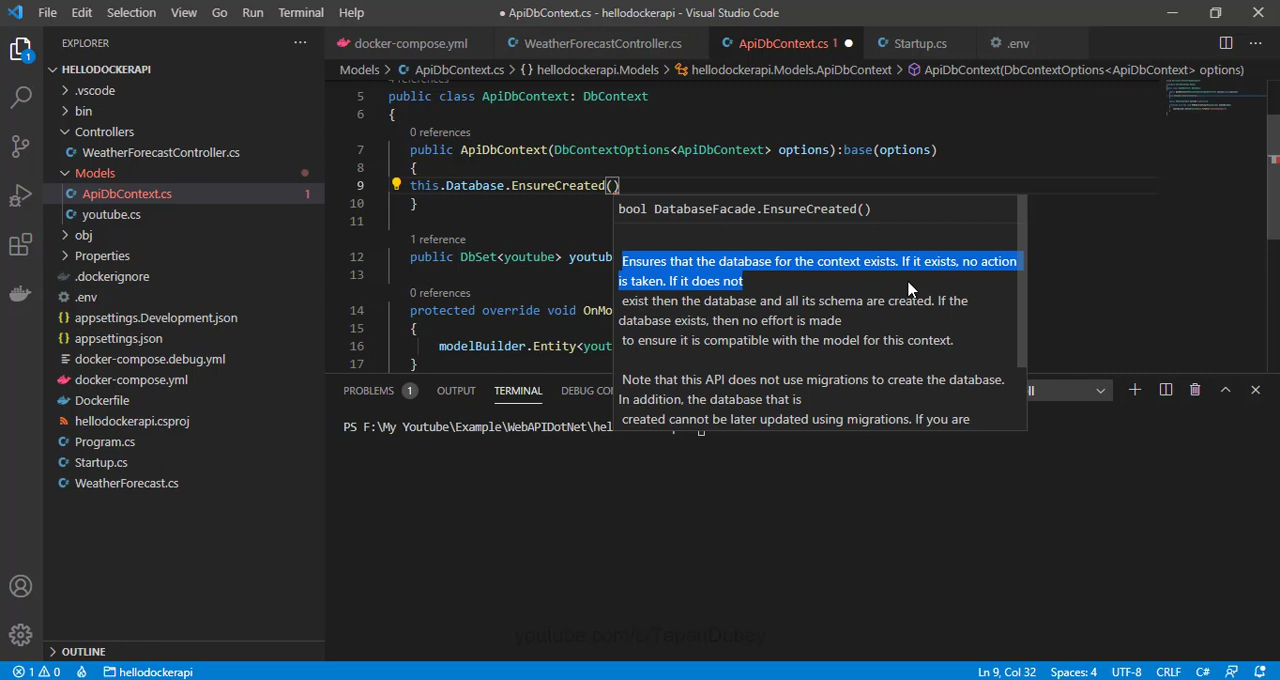 File Edit Selection View Go Run Terminal Help
● ApiDbContext.cs - hellodockerapi - Visual Studio Code
EXPLORER
docker-compose.yml WeatherForecastController.cs ApiDbContext.cs 1 Startup.cs .env
Models > ApiDbContext.cs > {} hellodockerapi.Models > hellodockerapi.Models.ApiDbContext > ApiDbContext(DbContextOptions<ApiDbContext> options)
HELLODOCKERAPI
.vscode
bin
Controllers
WeatherForecastController.cs
Models
ApiDbContext.cs 1
youtube.cs
obj
Properties
.dockerignore
.env
appsettings.Development.json
appsettings.json
docker-compose.debug.yml
docker-compose.yml
Dockerfile
hellodockerapi.csproj
Program.cs
Startup.cs
WeatherForecast.cs
OUTLINE
5 public class ApiDbContext: DbContext
6 {
0 references
7 public ApiDbContext(DbContextOptions<ApiDbContext> options):base(options)
8 {
9 this.Database.EnsureCreated()
10 }
11
1 reference
12 public DbSet<youtube>
13
0 references
14 protected override void
15 {
16 modelBuilder.Entity
17 }
bool DatabaseFacade.EnsureCreated()
Ensures that the database for the context exists. If it exists, no action
is taken. If it does not
exist then the database and all its schema are created. If the
database exists, then no effort is made
to ensure it is compatible with the model for this context.
Note that this API does not use migrations to create the database.
In addition, the database that is
created cannot be later updated using migrations. If you are
PROBLEMS 1 OUTPUT TERMINAL DEBUG
PS F:\My Youtube\Example\WebAPIDotNet\
youtube.com/@TapanDubey
1 0 hellodockerapi Ln 9, Col 32 Spaces: 4 UTF-8 CRLF C#